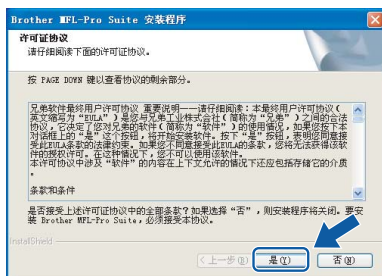 Brother MFL-Pro Suite 安装程序
许可证协议
请仔细阅读下面的许可证协议。
按 PAGE DOWN 键以查看协议的剩余部分。
兄弟软件最终用户许可协议 重要说明——请仔细阅读：本最终用户许可协议（
英文缩写为“EULA”）是您与兄弟工业株式会社（简称为“兄弟”）之间的合法
协议，它决定了您对兄弟的软件（简称为“软件”）的使用情况，如果您按下本
对话框上的“是”这个按钮，将开始安装软件。按下“是”按钮，表明您同意接
受此EULA条款的法律约束。如果您不同意接受此EULA的条款，您将无法获得该软
件的授权许可。在这种情况下，您不可以使用该软件。
本许可协议中涉及“软件”的内容在上下文允许的情况下还应包括存储它的介质
。
条款和条件
是否接受上述许可证协议中的全部条款？如果选择“否”，则安装程序将关闭。要安
装 Brother MFL-Pro Suite，必须接受本协议。
InstallShield
< 上一步(B)
是(Y)
否(N)